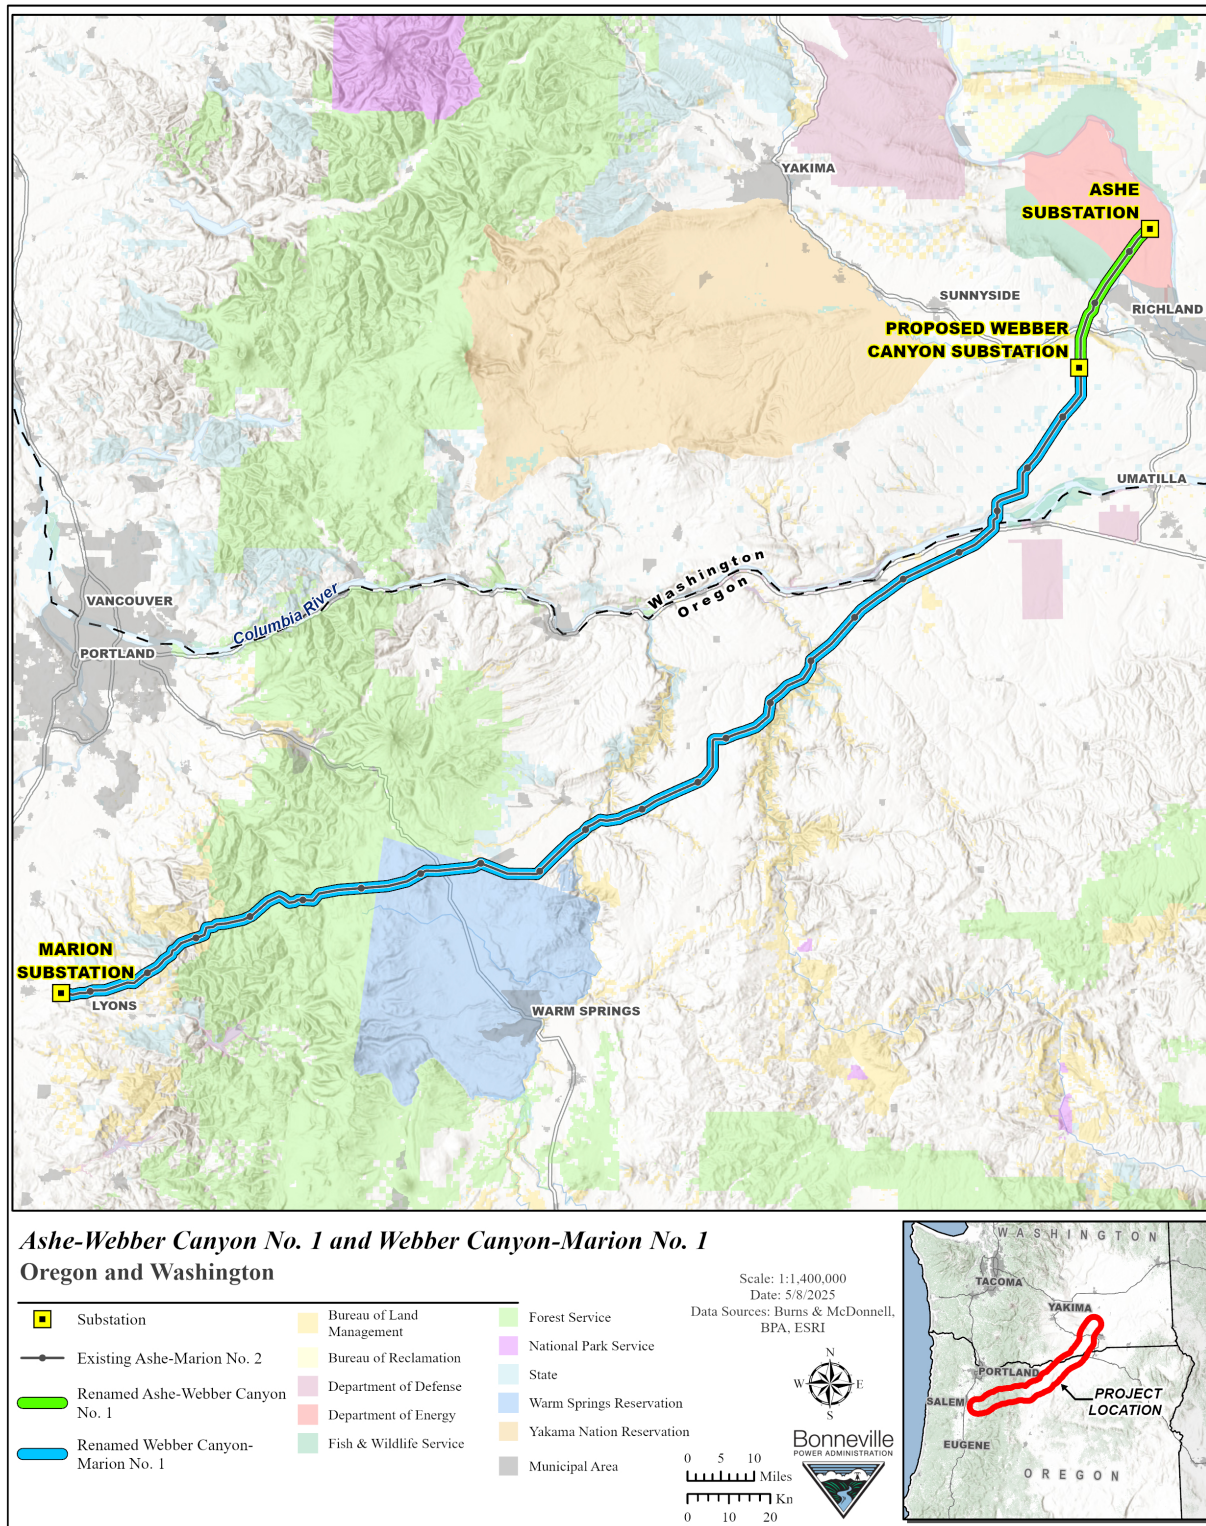 YAKIMA
ASHE
SUBSTATION
SUNNYSIDE
RICHLAND
PROPOSED WEBBER
CANYON SUBSTATION
UMATILLA
Washington
Oregon
VANCOUVER
Columbia River
PORTLAND
MARION
SUBSTATION
LYONS
WARM SPRINGS
Ashe-Webber Canyon No. 1 and Webber Canyon-Marion No. 1
Oregon and Washington
Substation
Existing Ashe-Marion No. 2
Renamed Ashe-Webber Canyon
No. 1
Renamed Webber Canyon-
Marion No. 1
Bureau of Land
Management
Bureau of Reclamation
Department of Defense
Department of Energy
Fish & Wildlife Service
Forest Service
National Park Service
State
Warm Springs Reservation
Yakama Nation Reservation
Municipal Area
Scale: 1:1,400,000
Date: 5/8/2025
Data Sources: Burns & McDonnell,
BPA, ESRI
N
W E
S
0 5 10
Miles
Km
0 10 20
Bonneville
POWER ADMINISTRATION
WASHINGTON
TACOMA
YAKIMA
PORTLAND
SALEM
PROJECT
LOCATION
EUGENE
OREGON